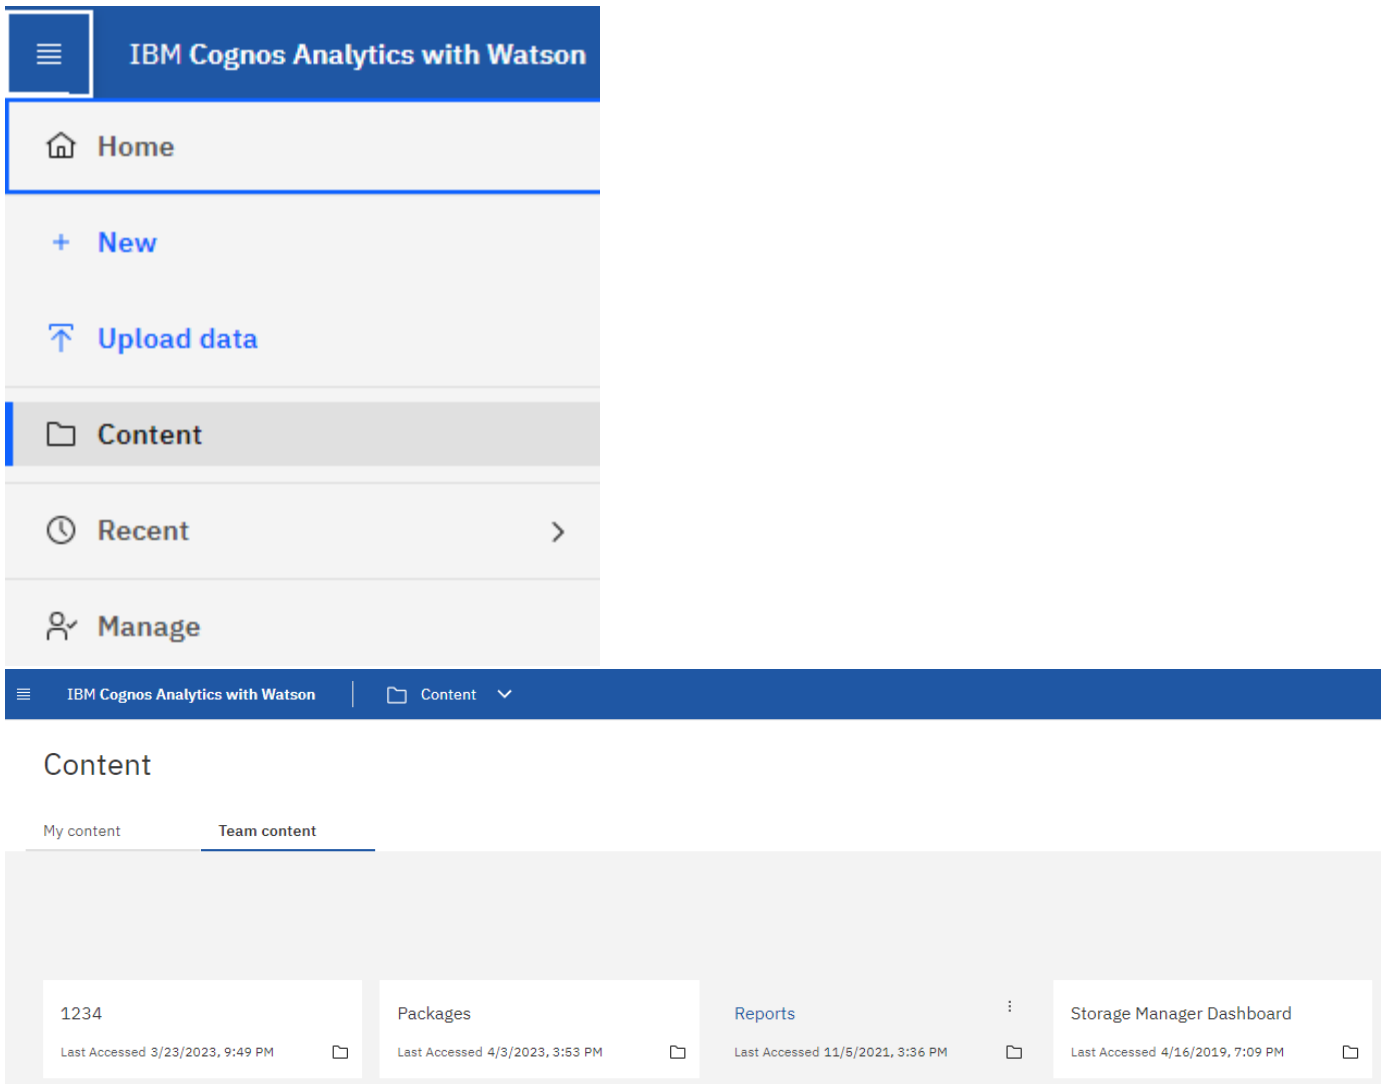 IBM Cognos Analytics with Watson
Home
New
Upload data
Content
Recent
Manage
IBM Cognos Analytics with Watson Content
Content
My content Team content
1234 Packages Reports Storage Manager Dashboard
Last Accessed 3/23/2023, 9:49 PM Last Accessed 4/3/2023, 3:53 PM Last Accessed 11/5/2021, 3:36 PM Last Accessed 4/16/2019, 7:09 PM